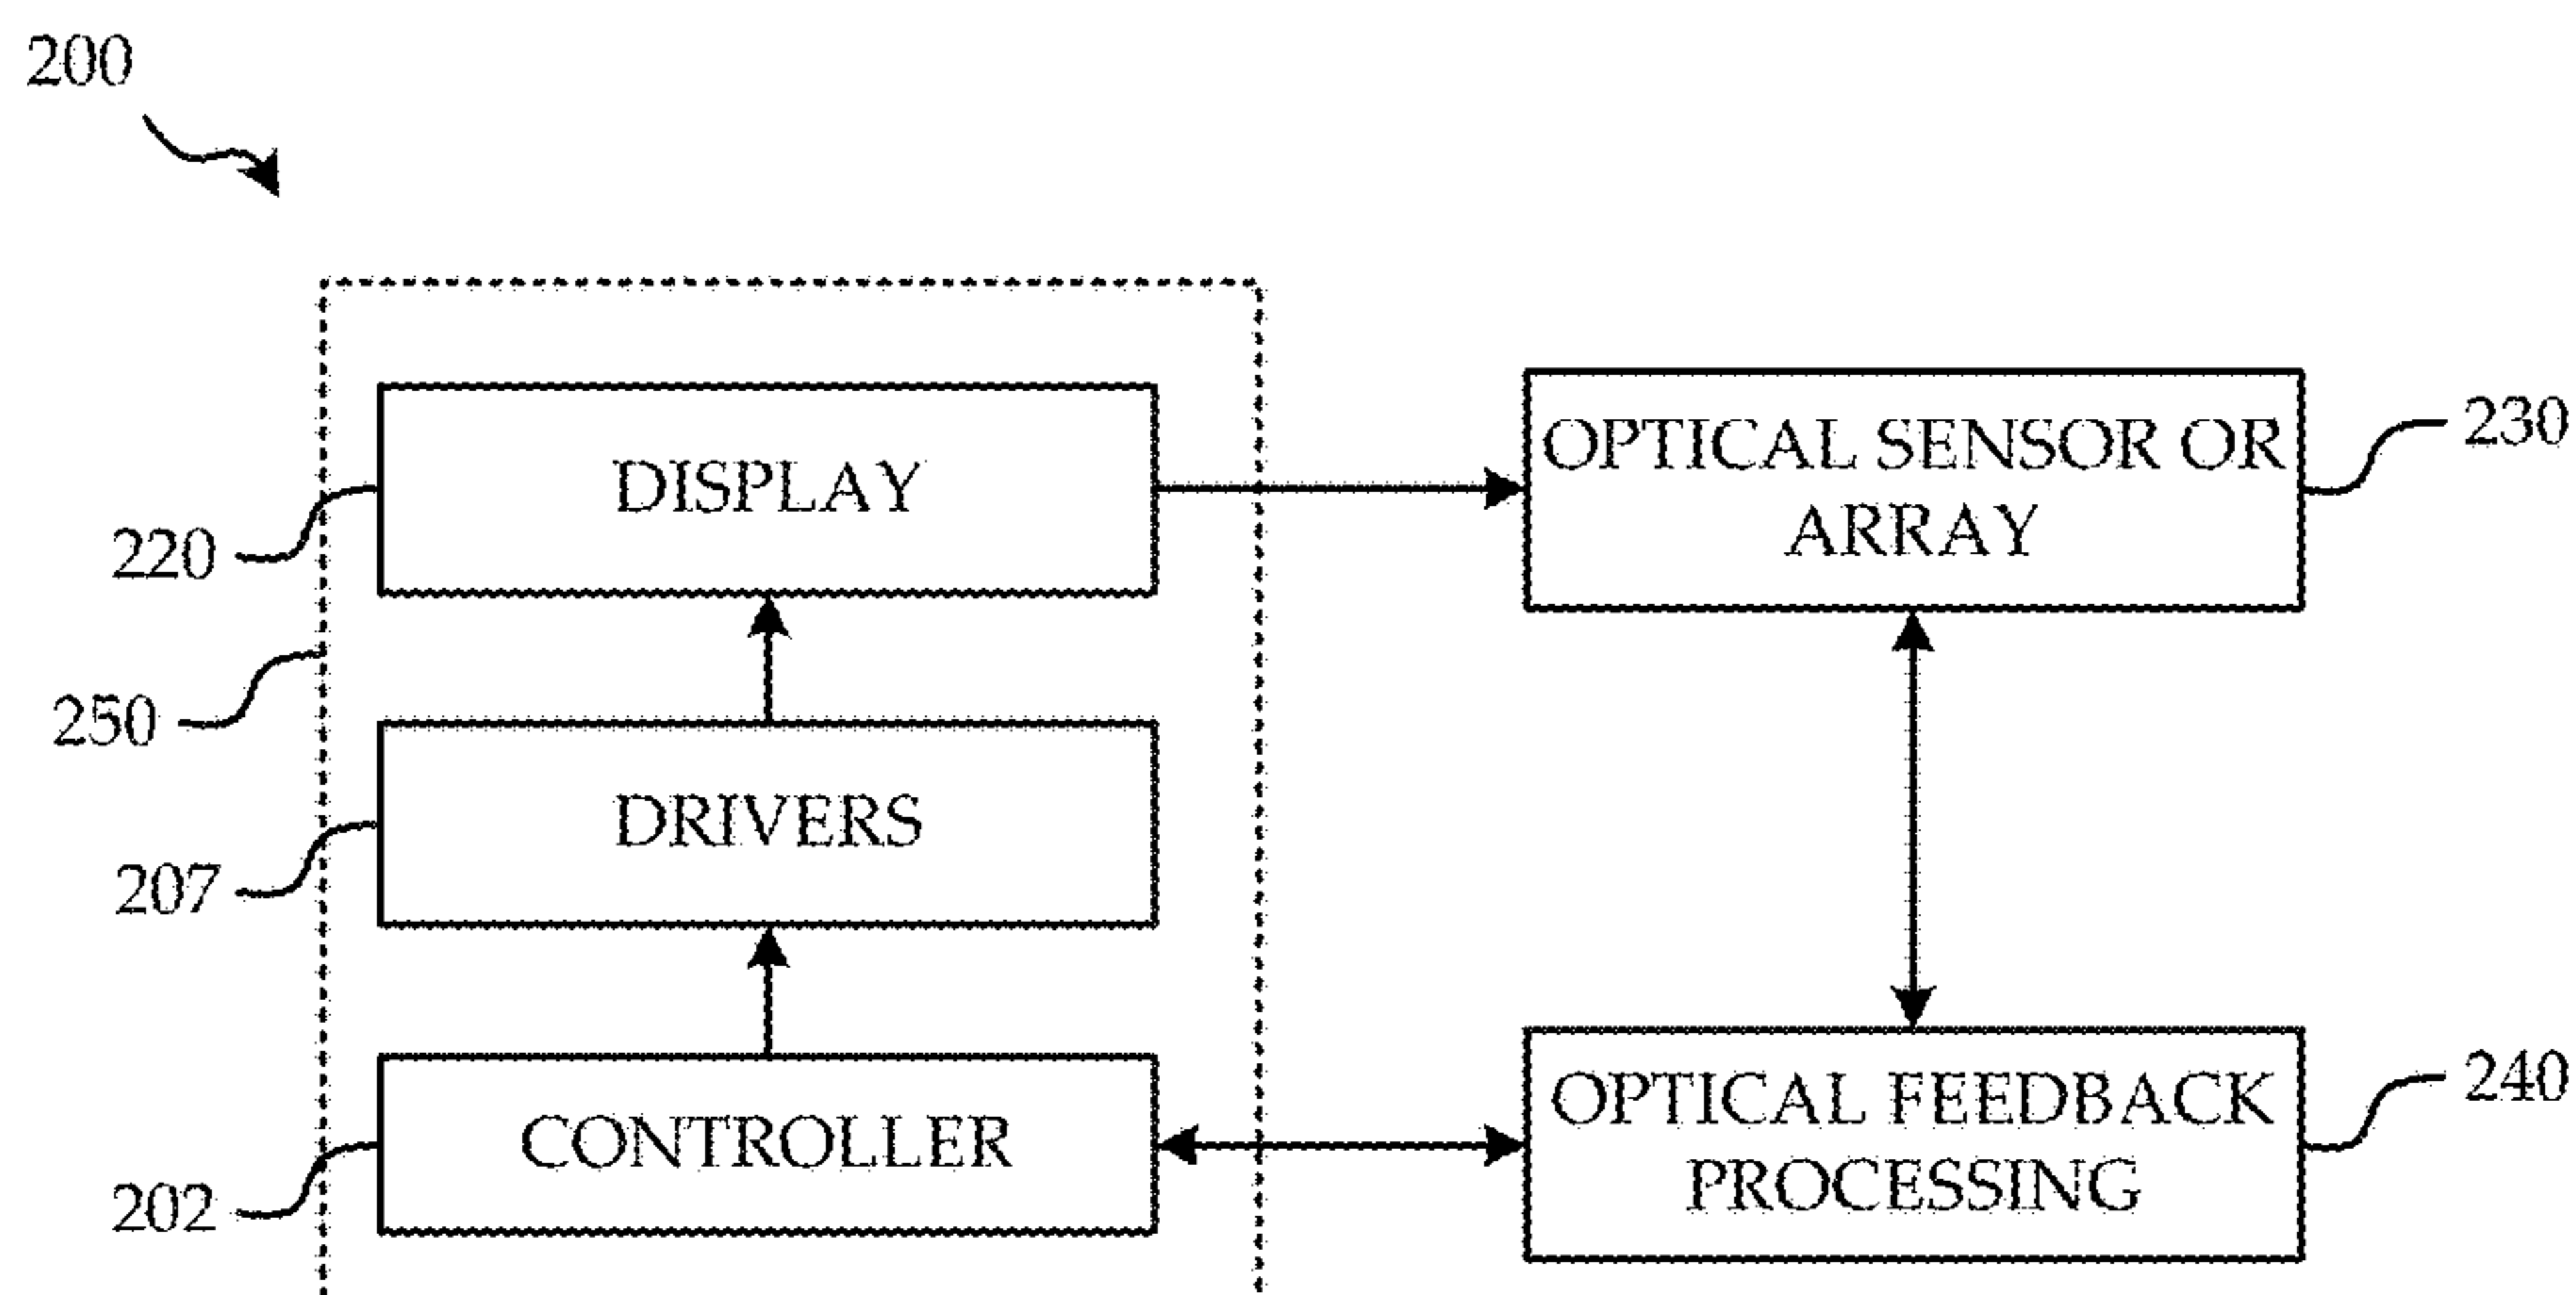 200
DISPLAY
220
OPTICAL SENSOR OR
ARRAY
230
250
DRIVERS
207
CONTROLLER
202
OPTICAL FEEDBACK
PROCESSING
240